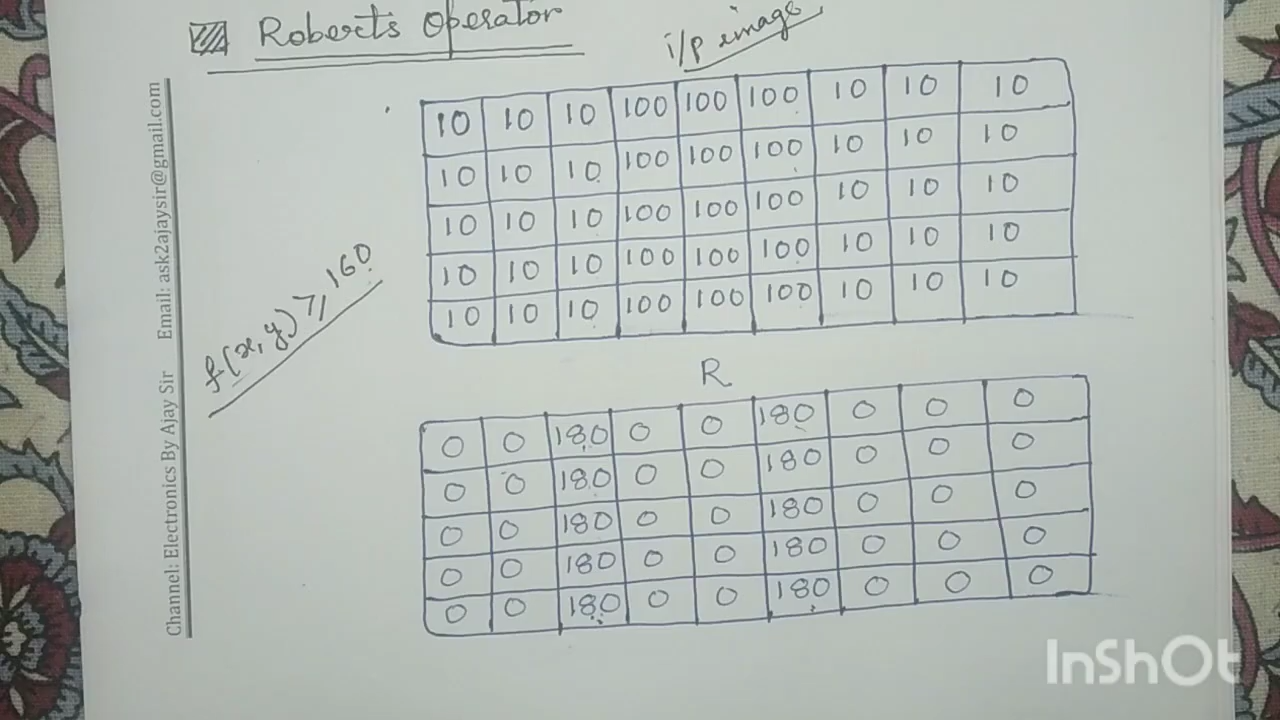 Roberts Operator
i/p image
10 10 10 100 100 100 10 10 10
10 10 10 100 100 100 10 10 10
10 10 10 100 100 100 10 10 10
10 10 10 100 100 100 10 10 10
10 10 10 100 100 100 10 10 10
f(x,y) ≥ 160
R
0 0 180 0 0 180 0 0 0
0 0 180 0 0 180 0 0 0
0 0 180 0 0 180 0 0 0
0 0 180 0 0 180 0 0 0
0 0 180 0 0 180 0 0 0
Channel: Electronics By Ajay Sir Email: ask2ajaysir@gmail.com
InShOt